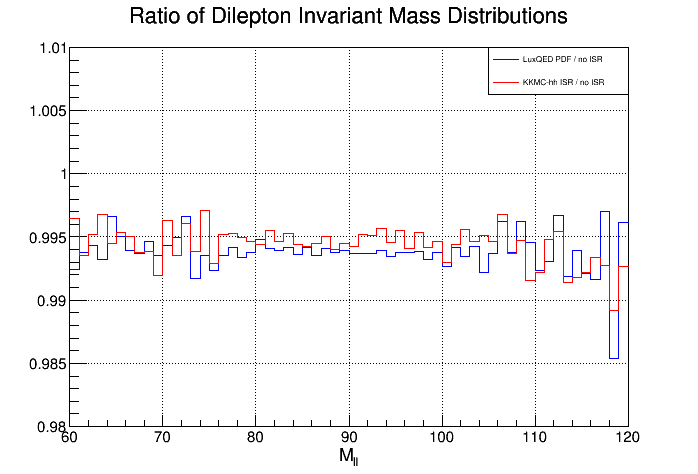 Ratio of Dilepton Invariant Mass Distributions
1.01
LuxQED PDF / no ISR
KKMC-hh ISR / no ISR
1.005
1
0.995
0.99
0.985
0.98
60 70 80 90 100 110 120
M_ll